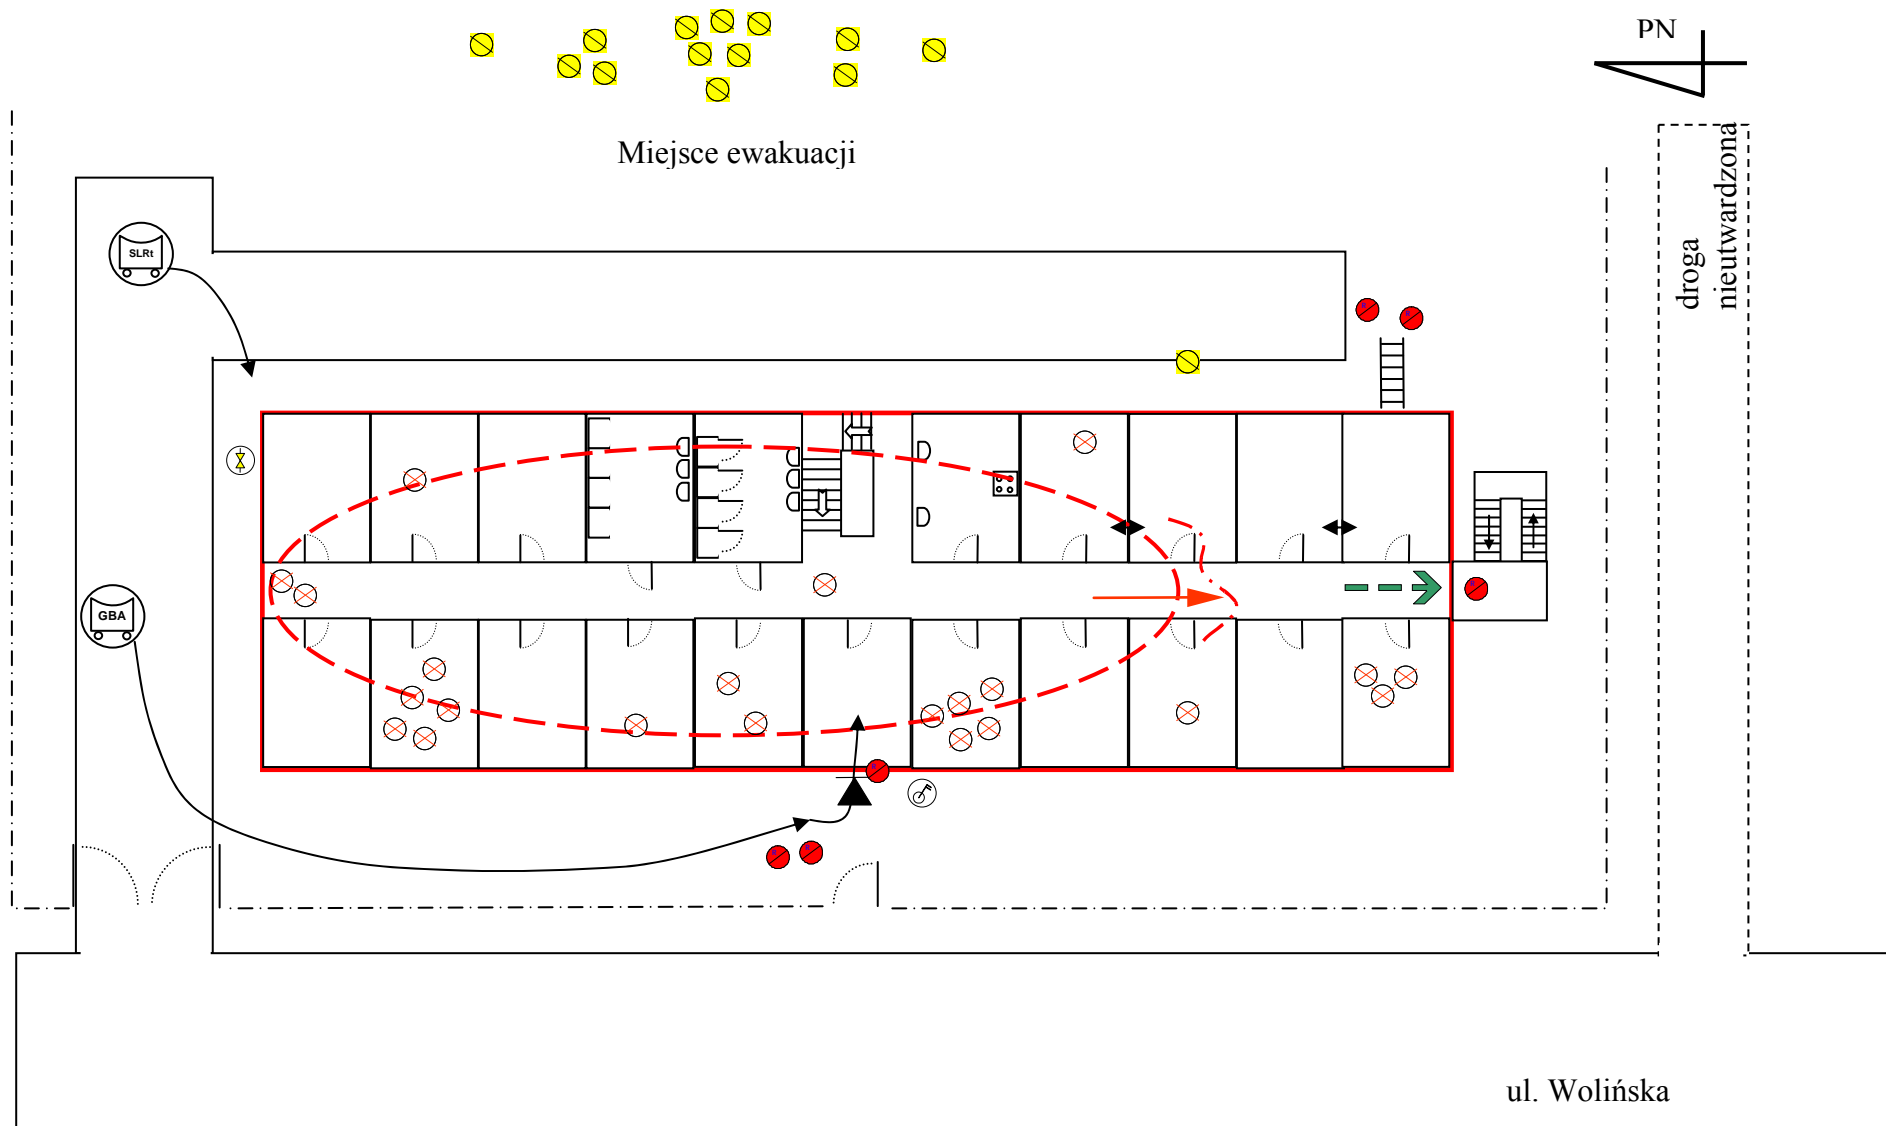 PN
Miejsce ewakuacji
droga
nieutwardzona
SLRt
GBA
ul. Wolińska